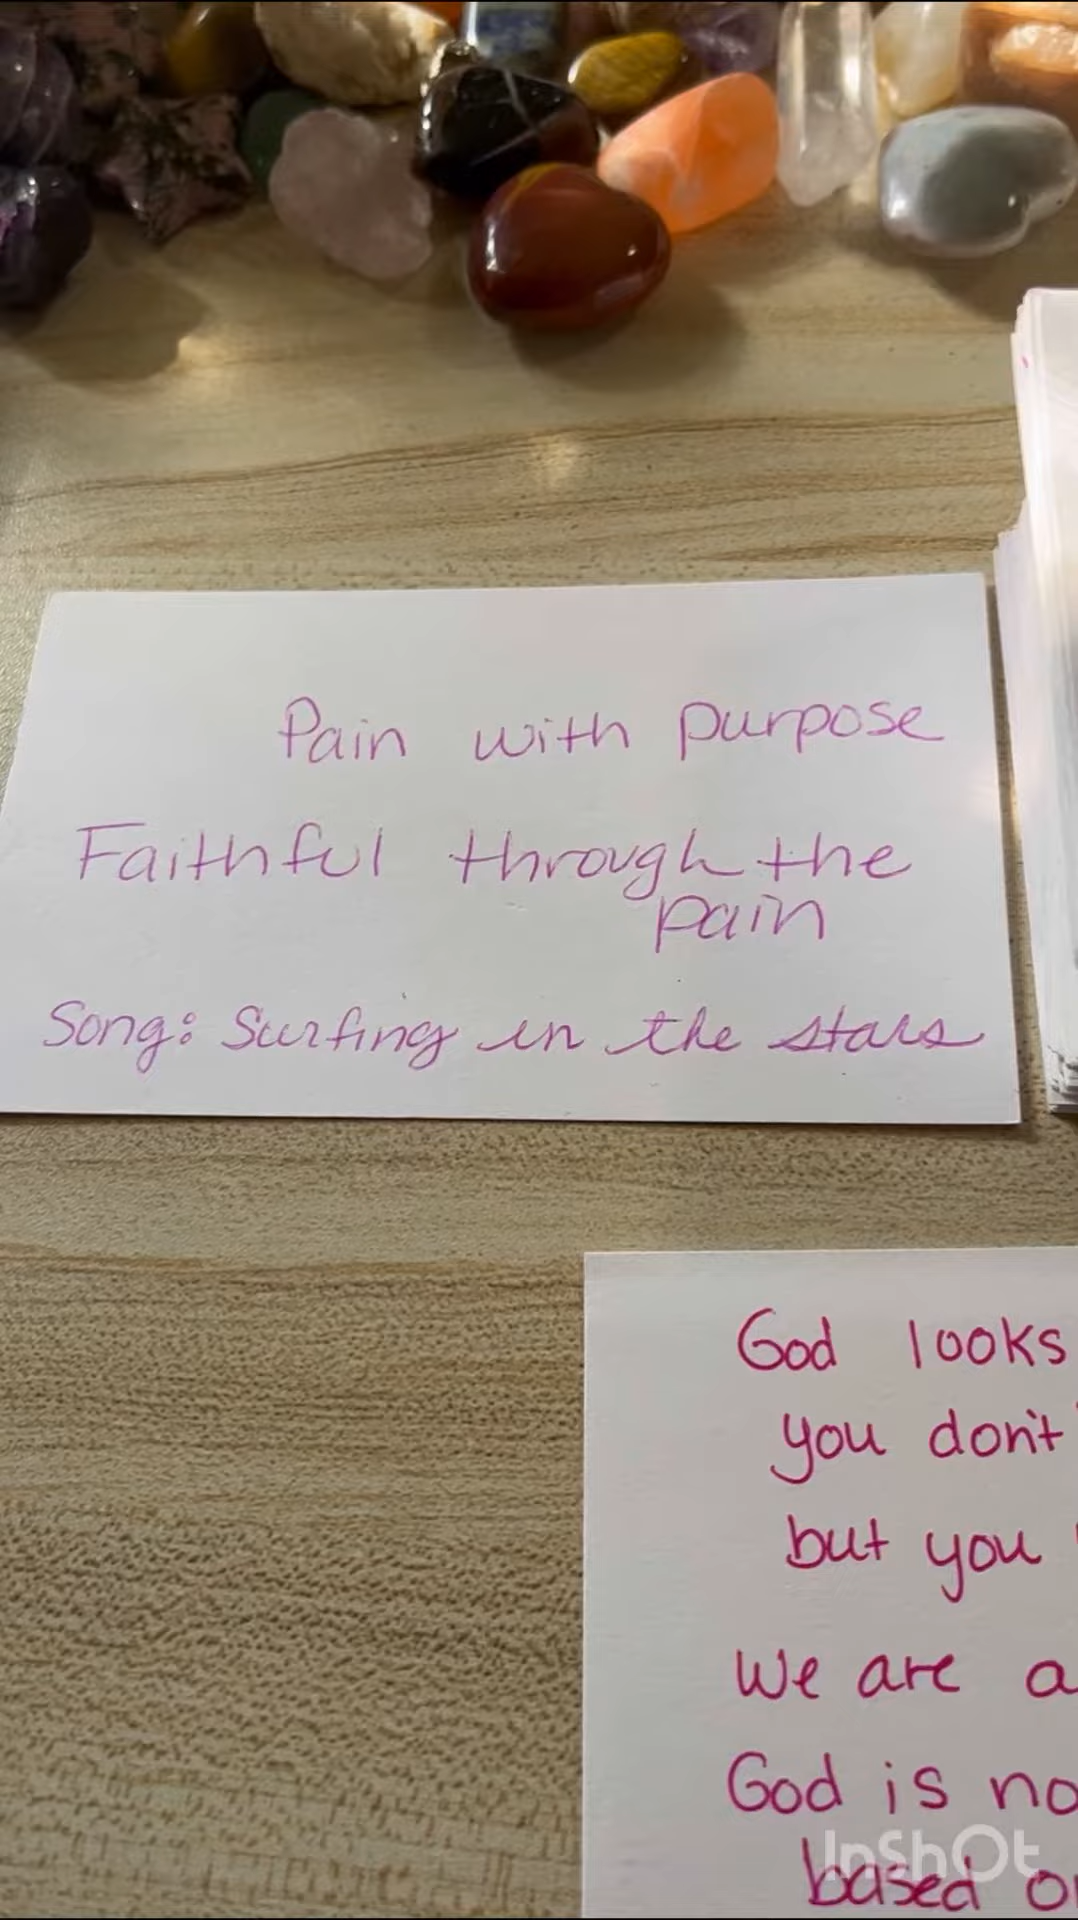 Pain with purpose
Faithful through the
pain
Song: Surfing in the stars
God looks
you don't
but you
We are a
God is no
based o
InShOt